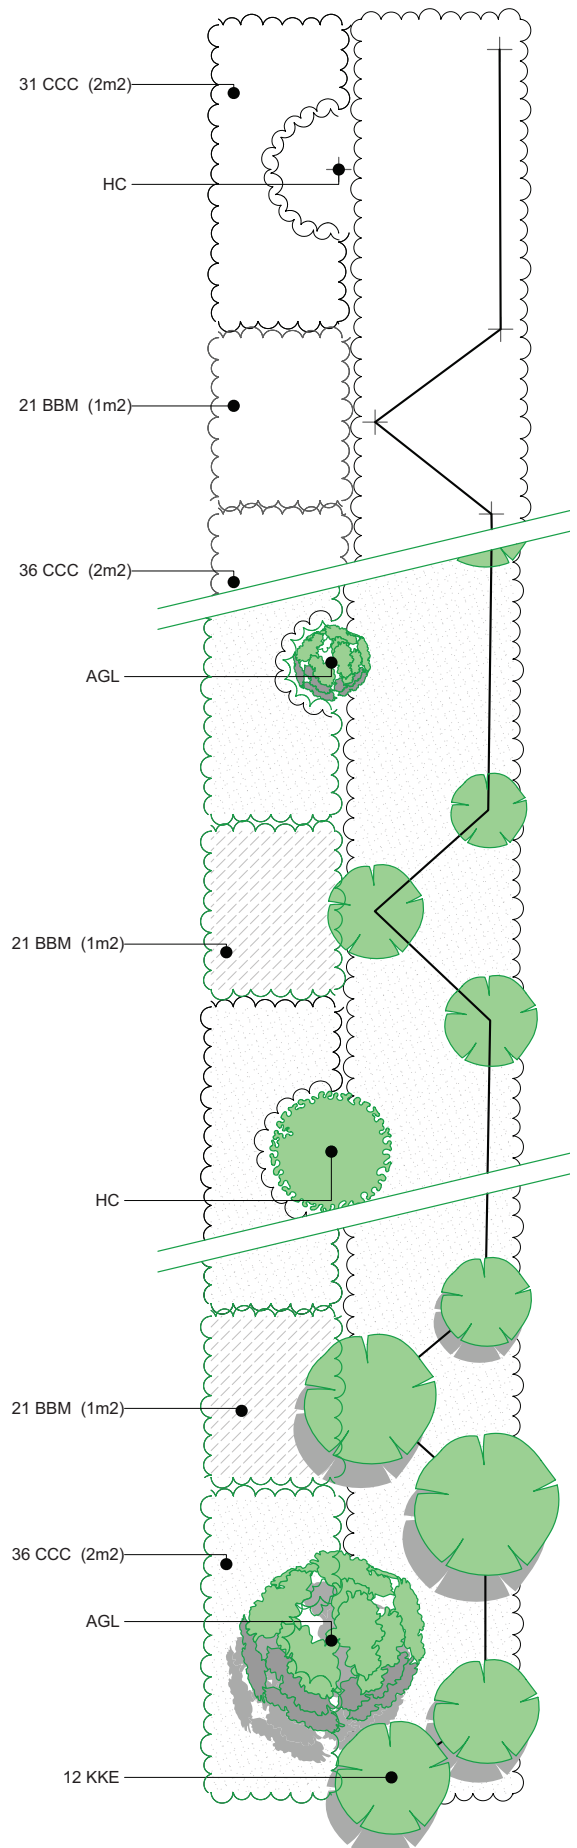 31 CCC (2m2)
HC
21 BBM (1m2)
36 CCC (2m2)
AGL
21 BBM (1m2)
HC
21 BBM (1m2)
36 CCC (2m2)
AGL
12 KKE